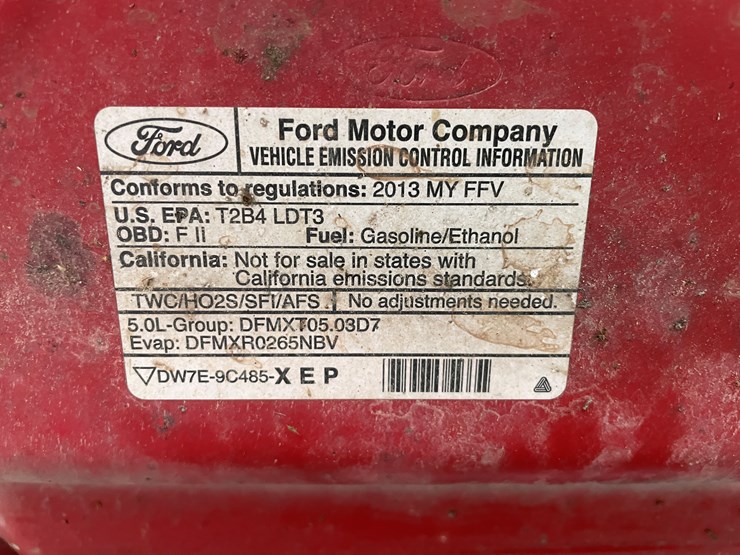 Ford
Ford
Ford Motor Company
VEHICLE EMISSION CONTROL INFORMATION
Conforms to regulations: 2013 MY FFV
U.S. EPA: T2B4 LDT3
OBD: F II Fuel: Gasoline/Ethanol
California: Not for sale in states with
California emissions standards.
TWC/HO2S/SFI/AFS No adjustments needed.
5.0L-Group: DFMXT05.03D7
Evap: DFMXR0265NBV
▽DW7E-9C485-X E P